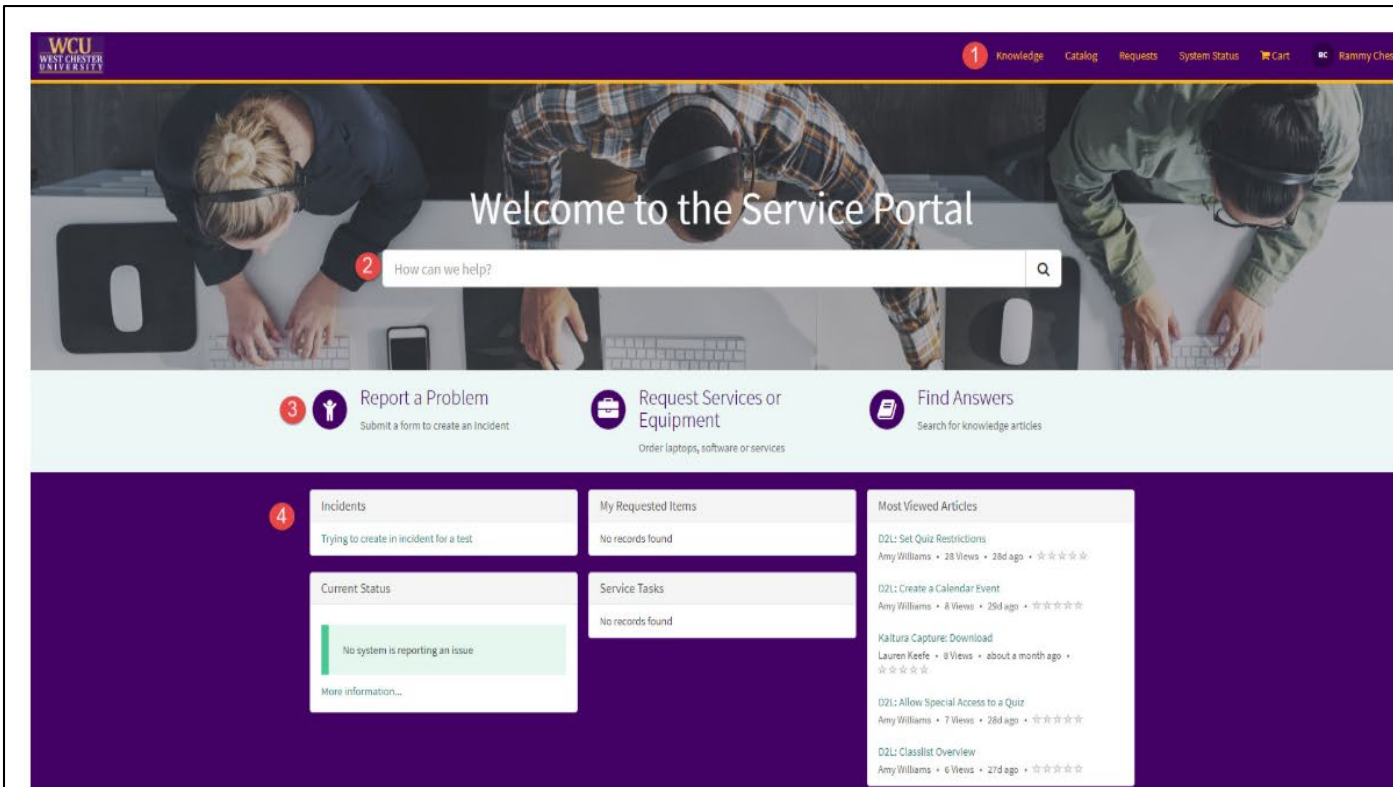 WCU
WEST CHESTER
UNIVERSITY
1 Knowledge Catalog Requests System Status Cart RC Rammy Ches
Welcome to the Service Portal
2 How can we help?
3 Report a Problem
Submit a form to create an Incident
Request Services or
Equipment
Order laptops, software or services
Find Answers
Search for knowledge articles
4 Incidents
Trying to create in incident for a test
Current Status
No system is reporting an issue
More information...
My Requested Items
No records found
Service Tasks
No records found
Most Viewed Articles
D2L: Set Quiz Restrictions
Amy Williams • 28 Views • 28d ago • ☆☆☆☆☆
D2L: Create a Calendar Event
Amy Williams • 8 Views • 29d ago • ☆☆☆☆☆
Kaltura Capture: Download
Lauren Keefe • 8 Views • about a month ago •
☆☆☆☆☆
D2L: Allow Special Access to a Quiz
Amy Williams • 7 Views • 28d ago • ☆☆☆☆☆
D2L: Classlist Overview
Amy Williams • 6 Views • 27d ago • ☆☆☆☆☆